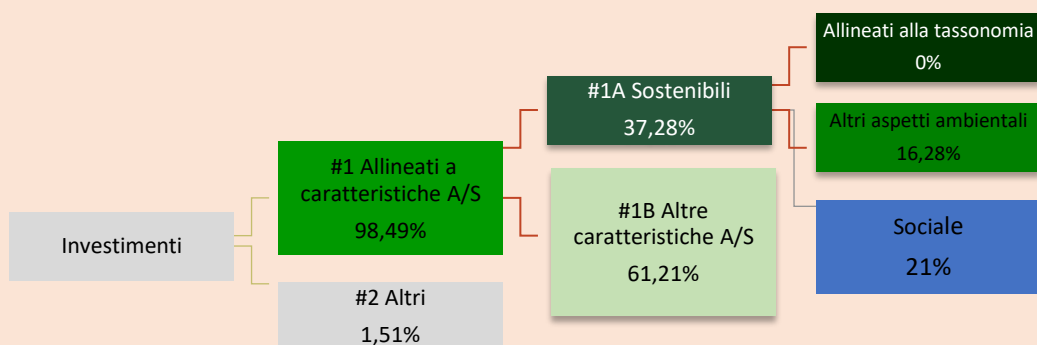 Investimenti
#1 Allineati a
caratteristiche A/S
98,49%
#2 Altri
1,51%
#1A Sostenibili
37,28%
#1B Altre
caratteristiche A/S
61,21%
Allineati alla tassonomia
0%
Altri aspetti ambientali
16,28%
Sociale
21%